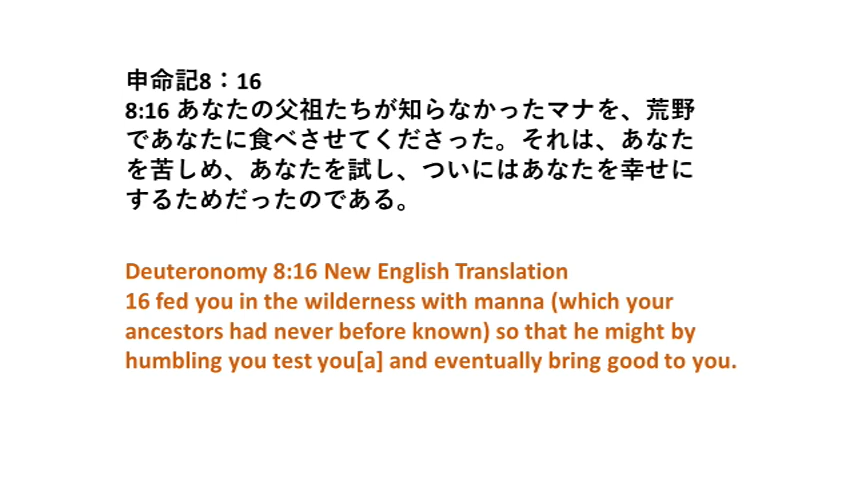 申命記8：16
8:16 あなたの父祖たちが知らなかったマナを、荒野
であなたに食べさせてくださった。それは、あなた
を苦しめ、あなたを試し、ついにはあなたを幸せに
するためだったのである。
Deuteronomy 8:16 New English Translation
16 fed you in the wilderness with manna (which your
ancestors had never before known) so that he might by
humbling you test you[a] and eventually bring good to you.